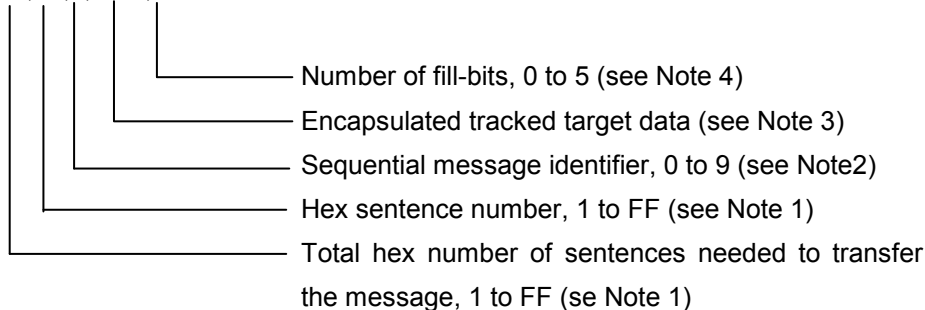 Number of fill-bits, 0 to 5 (see Note 4)
Encapsulated tracked target data (see Note 3)
Sequential message identifier, 0 to 9 (see Note2)
Hex sentence number, 1 to FF (see Note 1)
Total hex number of sentences needed to transfer
the message, 1 to FF (se Note 1)